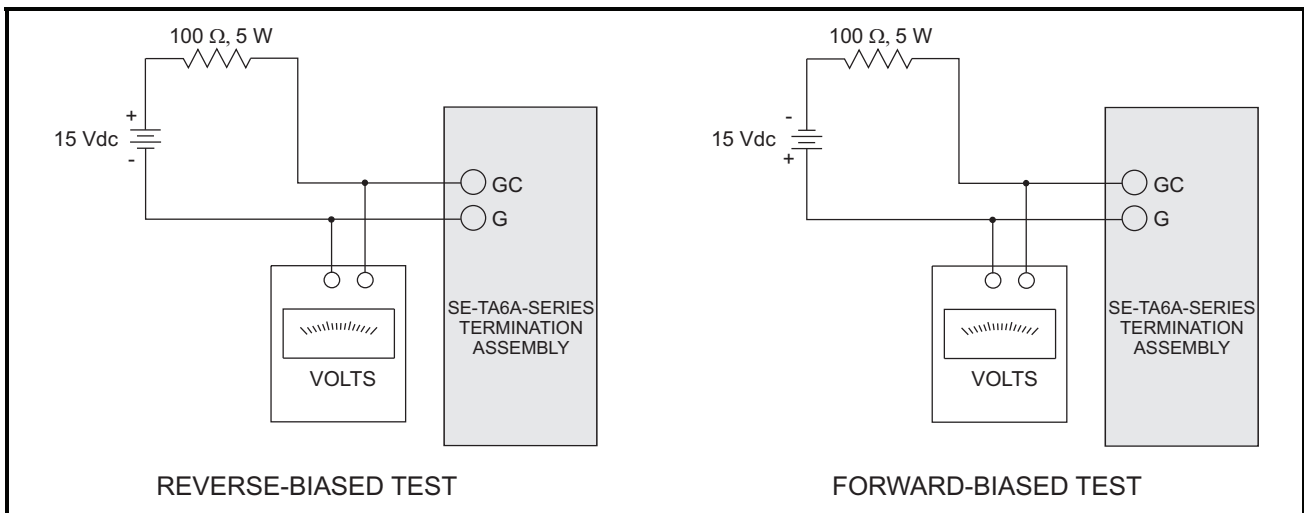 100 Ω, 5 W
+
15 Vdc
-
GC
G
SE-TA6A-SERIES
TERMINATION
ASSEMBLY
VOLTS
REVERSE-BIASED TEST
100 Ω, 5 W
-
15 Vdc
+
GC
G
SE-TA6A-SERIES
TERMINATION
ASSEMBLY
VOLTS
FORWARD-BIASED TEST